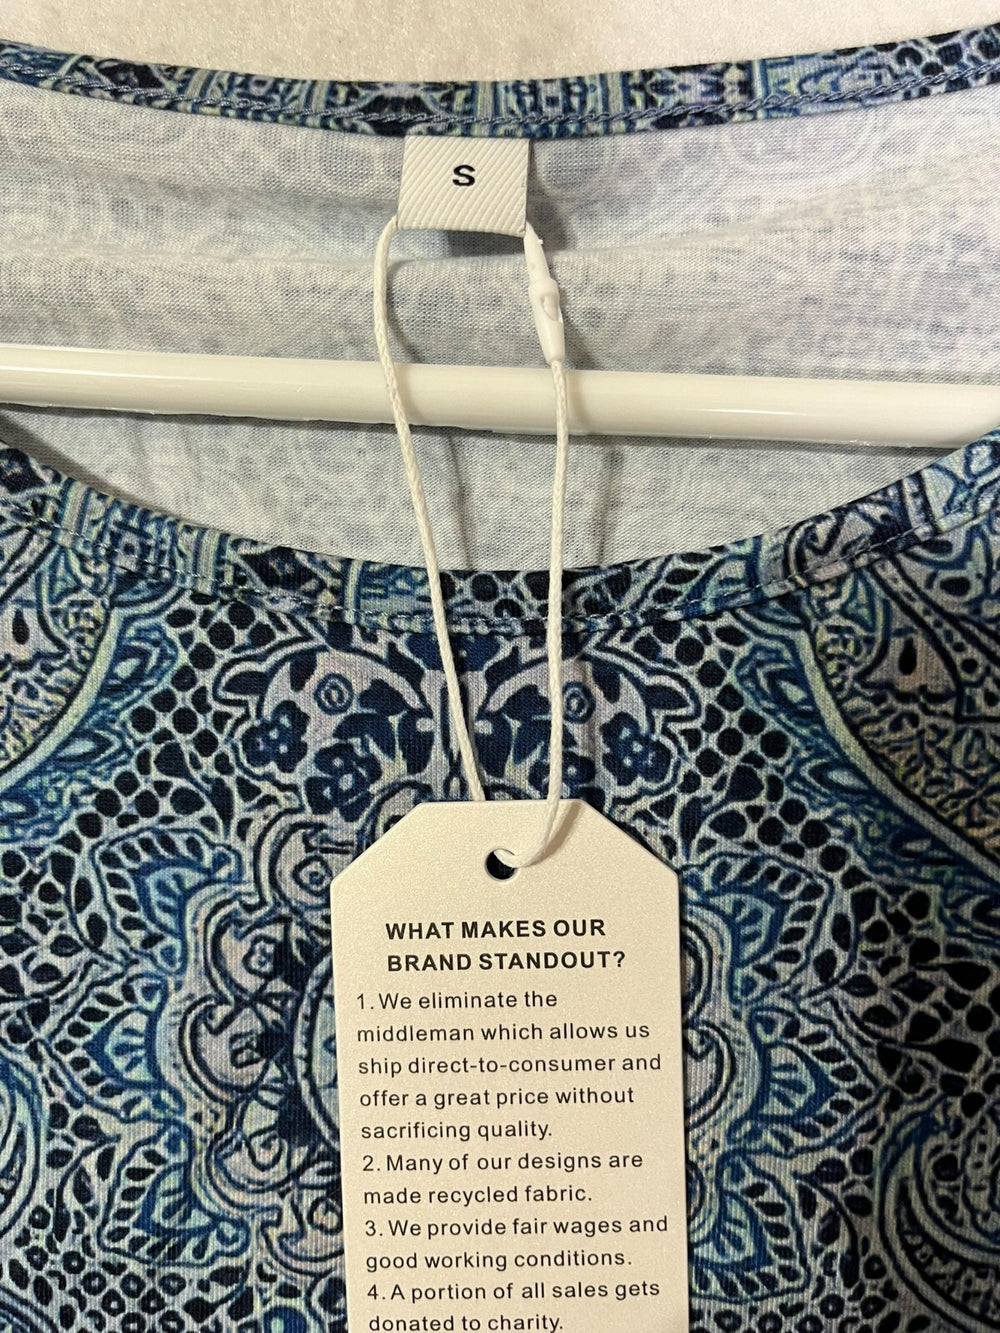 S
WHAT MAKES OUR
BRAND STANDOUT?
1. We eliminate the
middleman which allows us
ship direct-to-consumer and
offer a great price without
sacrificing quality.
2. Many of our designs are
made recycled fabric.
3. We provide fair wages and
good working conditions.
4. A portion of all sales gets
donated to charity.